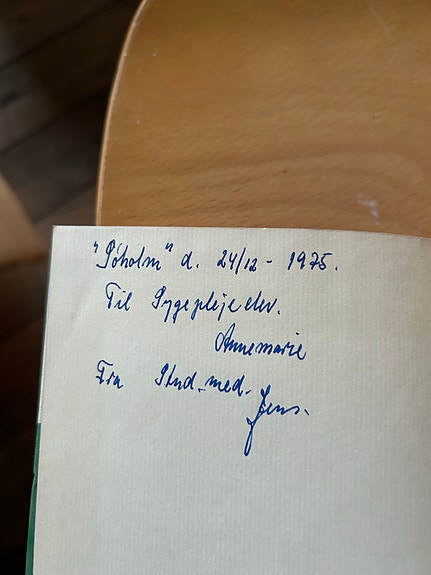 "Søholm" d. 24/12 - 1975.
Til Sygeplejeelev.
Annemarie
Fra Stud. med.
Jens.